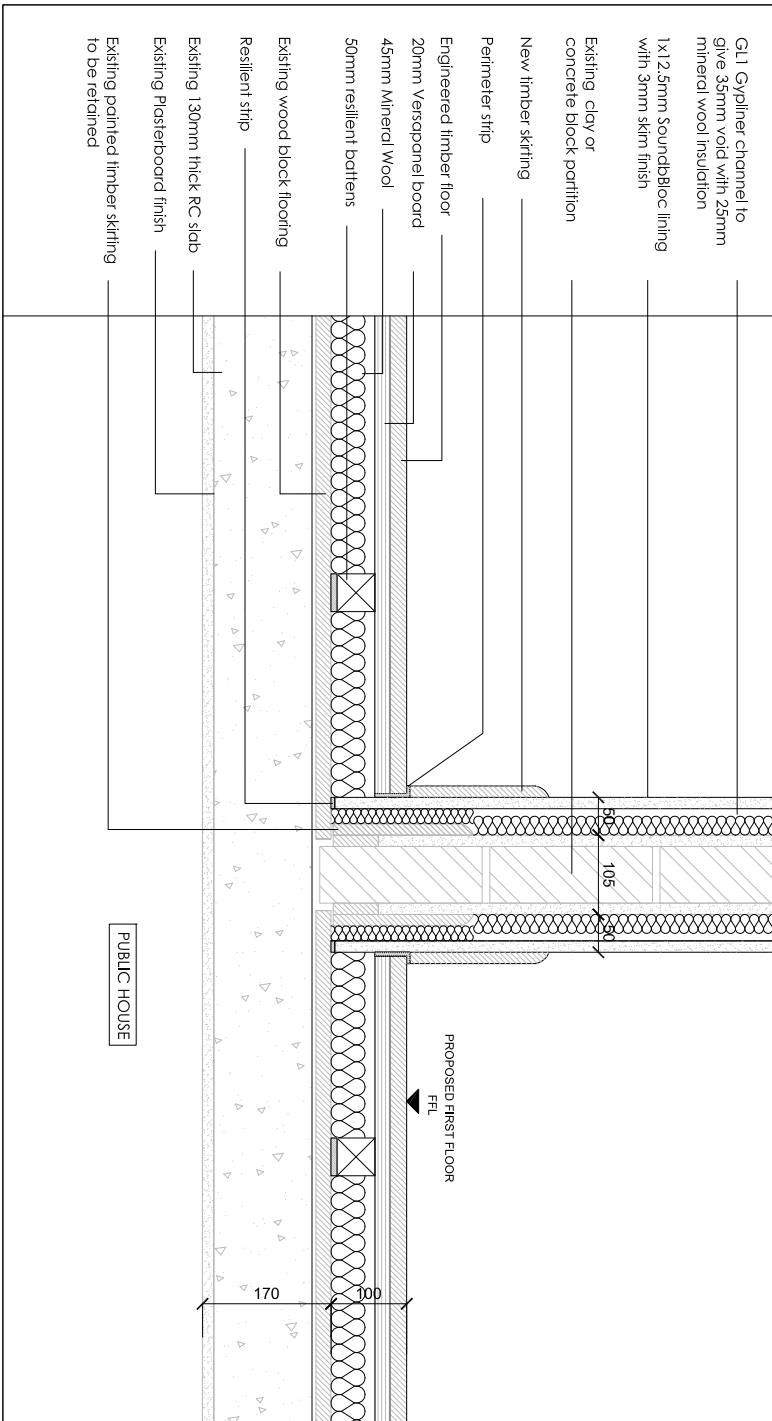 GL1 Gypliner channel to
give 35mm void with 25mm
mineral wool insulation
1x12.5mm SoundbBloc lining
with 3mm skim finish
Existing clay or
concrete block partition
New timber skirting
Perimeter strip
Engineered timber floor
20mm Versapanel board
45mm Mineral Wool
50mm resilient battens
Existing wood block flooring
Resilient strip
Existing 130mm thick RC slab
Existing Plasterboard finish
Existing painted timber skirting
to be retained
50
105
50
PROPOSED FIRST FLOOR
FFL
PUBLIC HOUSE
100
170